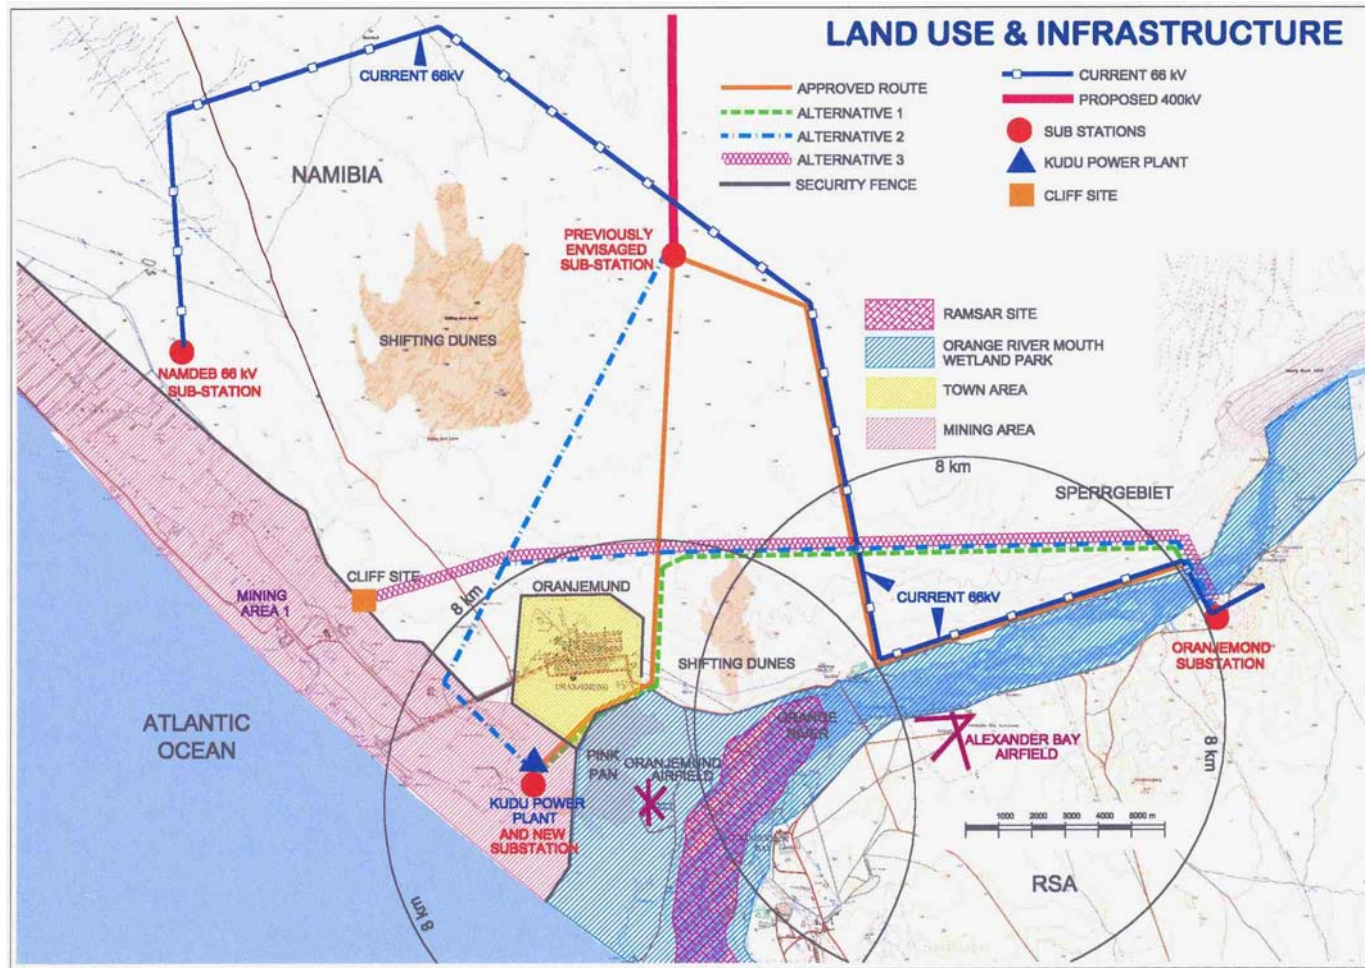 LAND USE & INFRASTRUCTURE
CURRENT 66kV
APPROVED ROUTE
ALTERNATIVE 1
ALTERNATIVE 2
ALTERNATIVE 3
SECURITY FENCE
CURRENT 66 kV
PROPOSED 400kV
SUB STATIONS
KUDU POWER PLANT
CLIFF SITE
NAMIBIA
PREVIOUSLY
ENVISAGED
SUB-STATION
SHIFTING DUNES
NAMDEB 66 kV
SUB-STATION
RAMSAR SITE
ORANGE RIVER MOUTH
WETLAND PARK
TOWN AREA
MINING AREA
8 km
SPERRGEBIET
CLIFF SITE
MINING
AREA 1
8 km
ORANJEMUND
CURRENT 66kV
SHIFTING DUNES
ORANJEMOND
SUBSTATION
ATLANTIC
OCEAN
ORANGE
RIVER
PINK
PAN
ORANJEMUND
AIRFIELD
ALEXANDER BAY
AIRFIELD
8 km
KUDU POWER
PLANT
AND NEW
SUBSTATION
1000 2000 3000 4000 5000 m
RSA
8 km